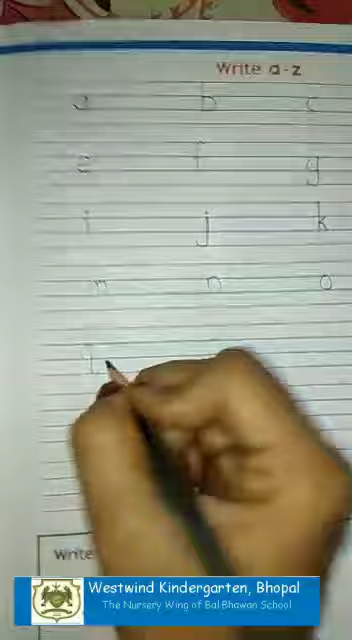 Write a-z
a b c
e f g
i j k
m n o
Write
Westwind Kindergarten, Bhopal
The Nursery Wing of Bal Bhawan School